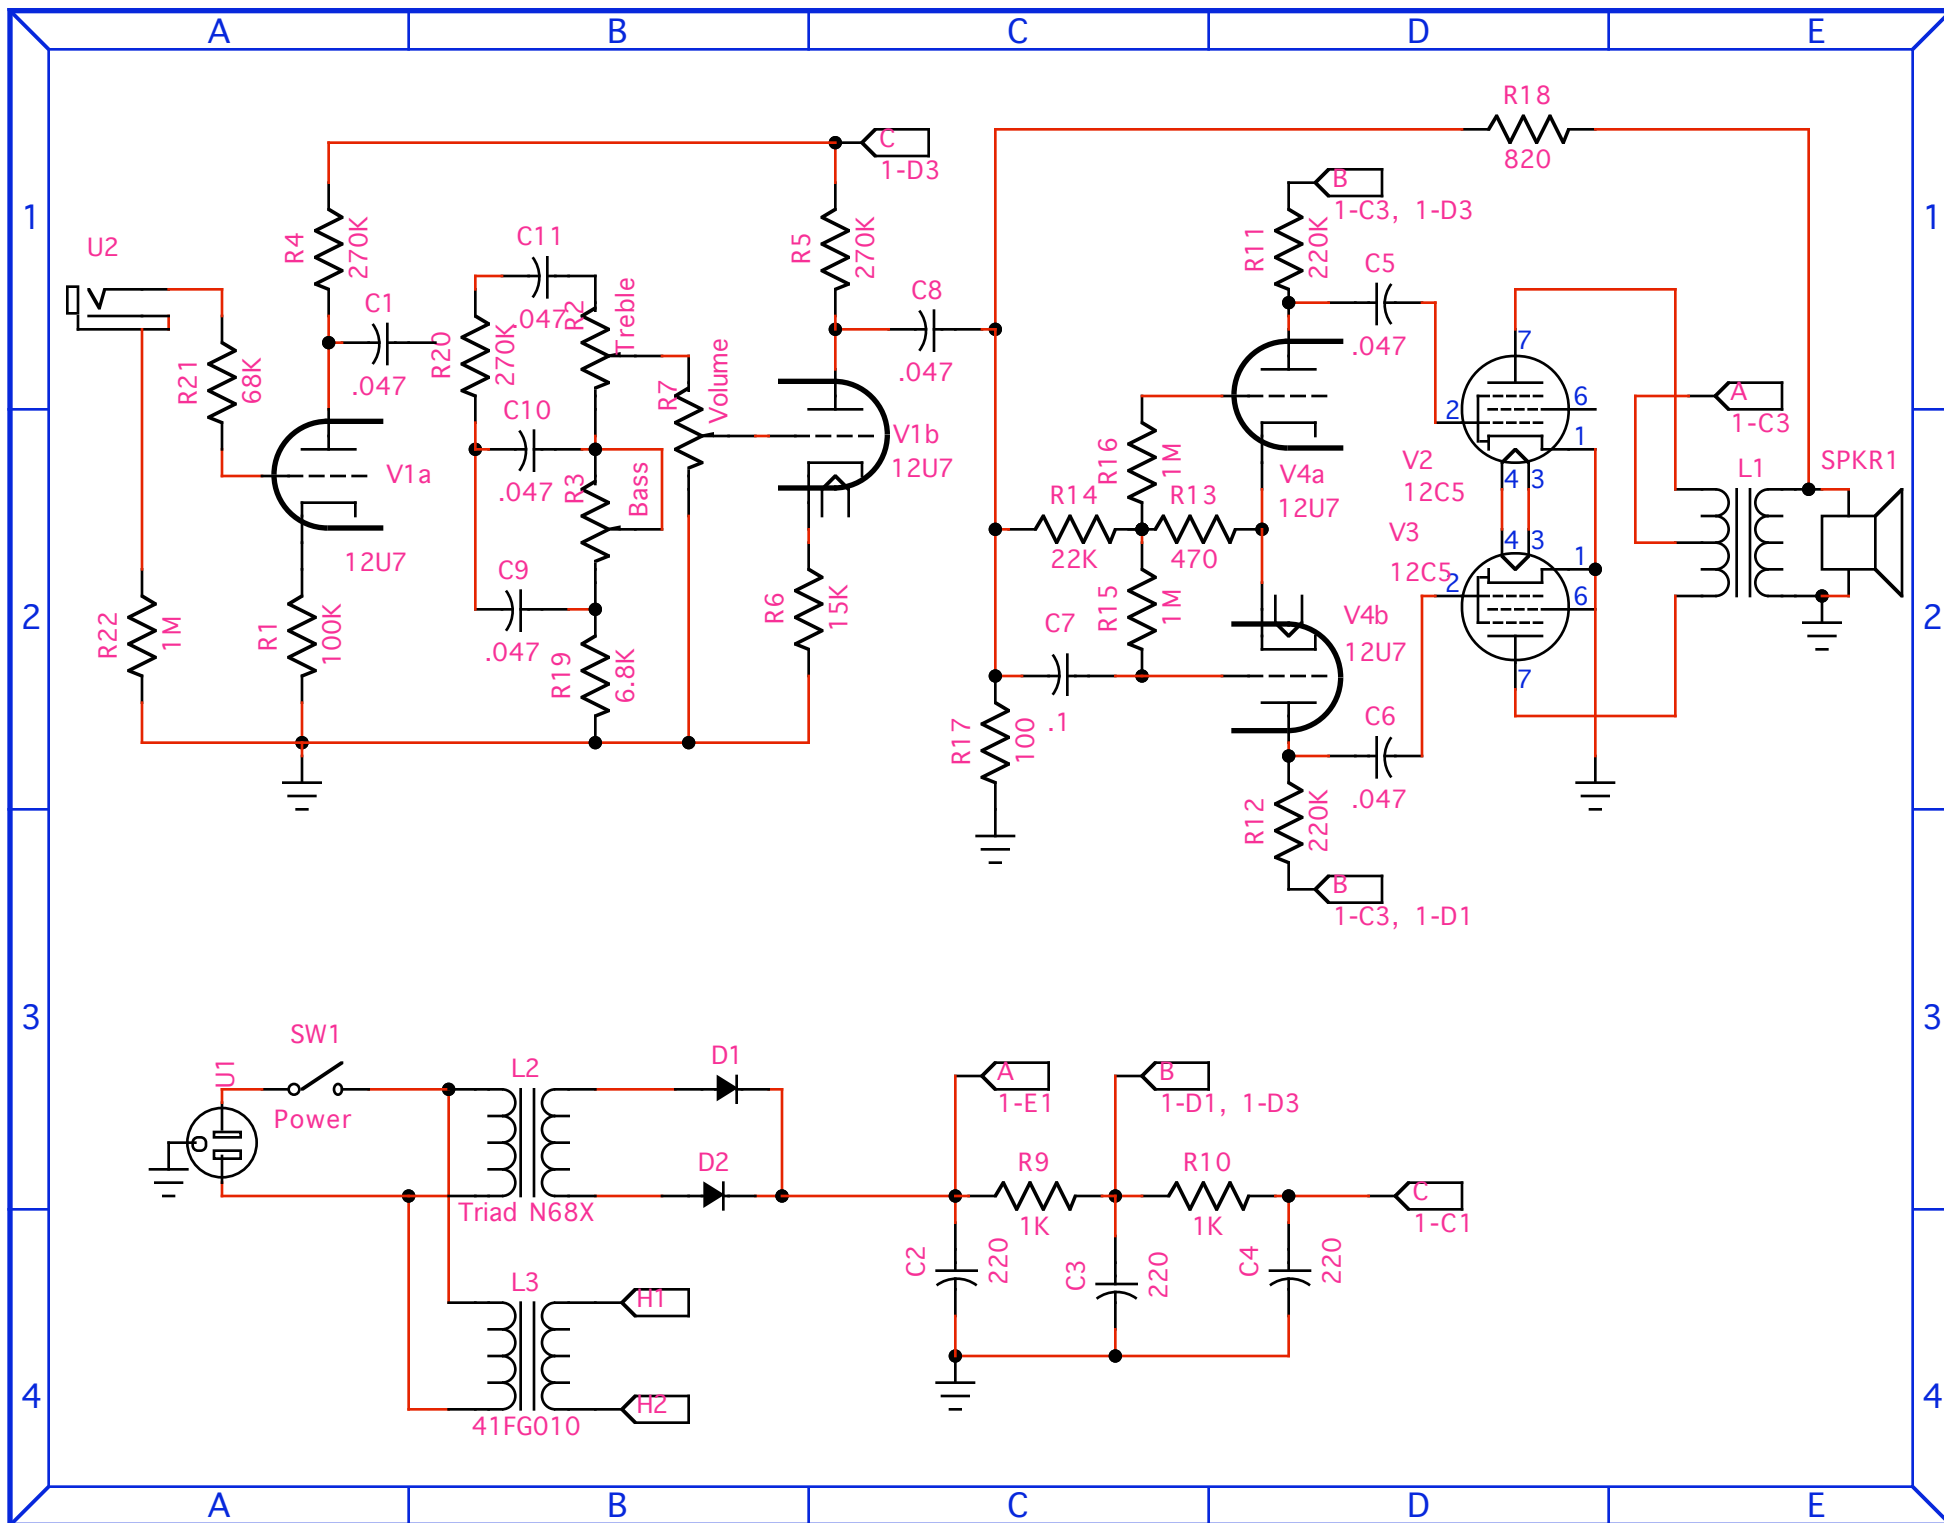 A B C D E
R18
820
C
1-D3
B
1-C3, 1-D3
1
1
U2
R4
270K
C11
.047
R2
Treble
R5
270K
R11
220K
C5
.047
C1
.047
R20
270K
C8
.047
R21
68K
R7
Volume
7
6
2
1
A
1-C3
C10
.047
V1a
12U7
R3
Bass
V1b
12U7
R16
1M
V4a
12U7
V2
12C5
4 3
L1
SPKR1
R14
22K
R13
470
V3
12C5
4 3
1
2
6
7
C9
.047
R22
1M
R1
100K
R19
6.8K
R6
15K
C7
.1
R15
1M
V4b
12U7
2
2
R17
100
C6
.047
R12
220K
B
1-C3, 1-D1
3
3
SW1
Power
U1
L2
Triad N68X
D1
D2
A
1-E1
B
1-D1, 1-D3
R9
1K
R10
1K
C
1-C1
C2
220
C3
220
C4
220
L3
41FG010
H1
H2
4
4
A B C D E